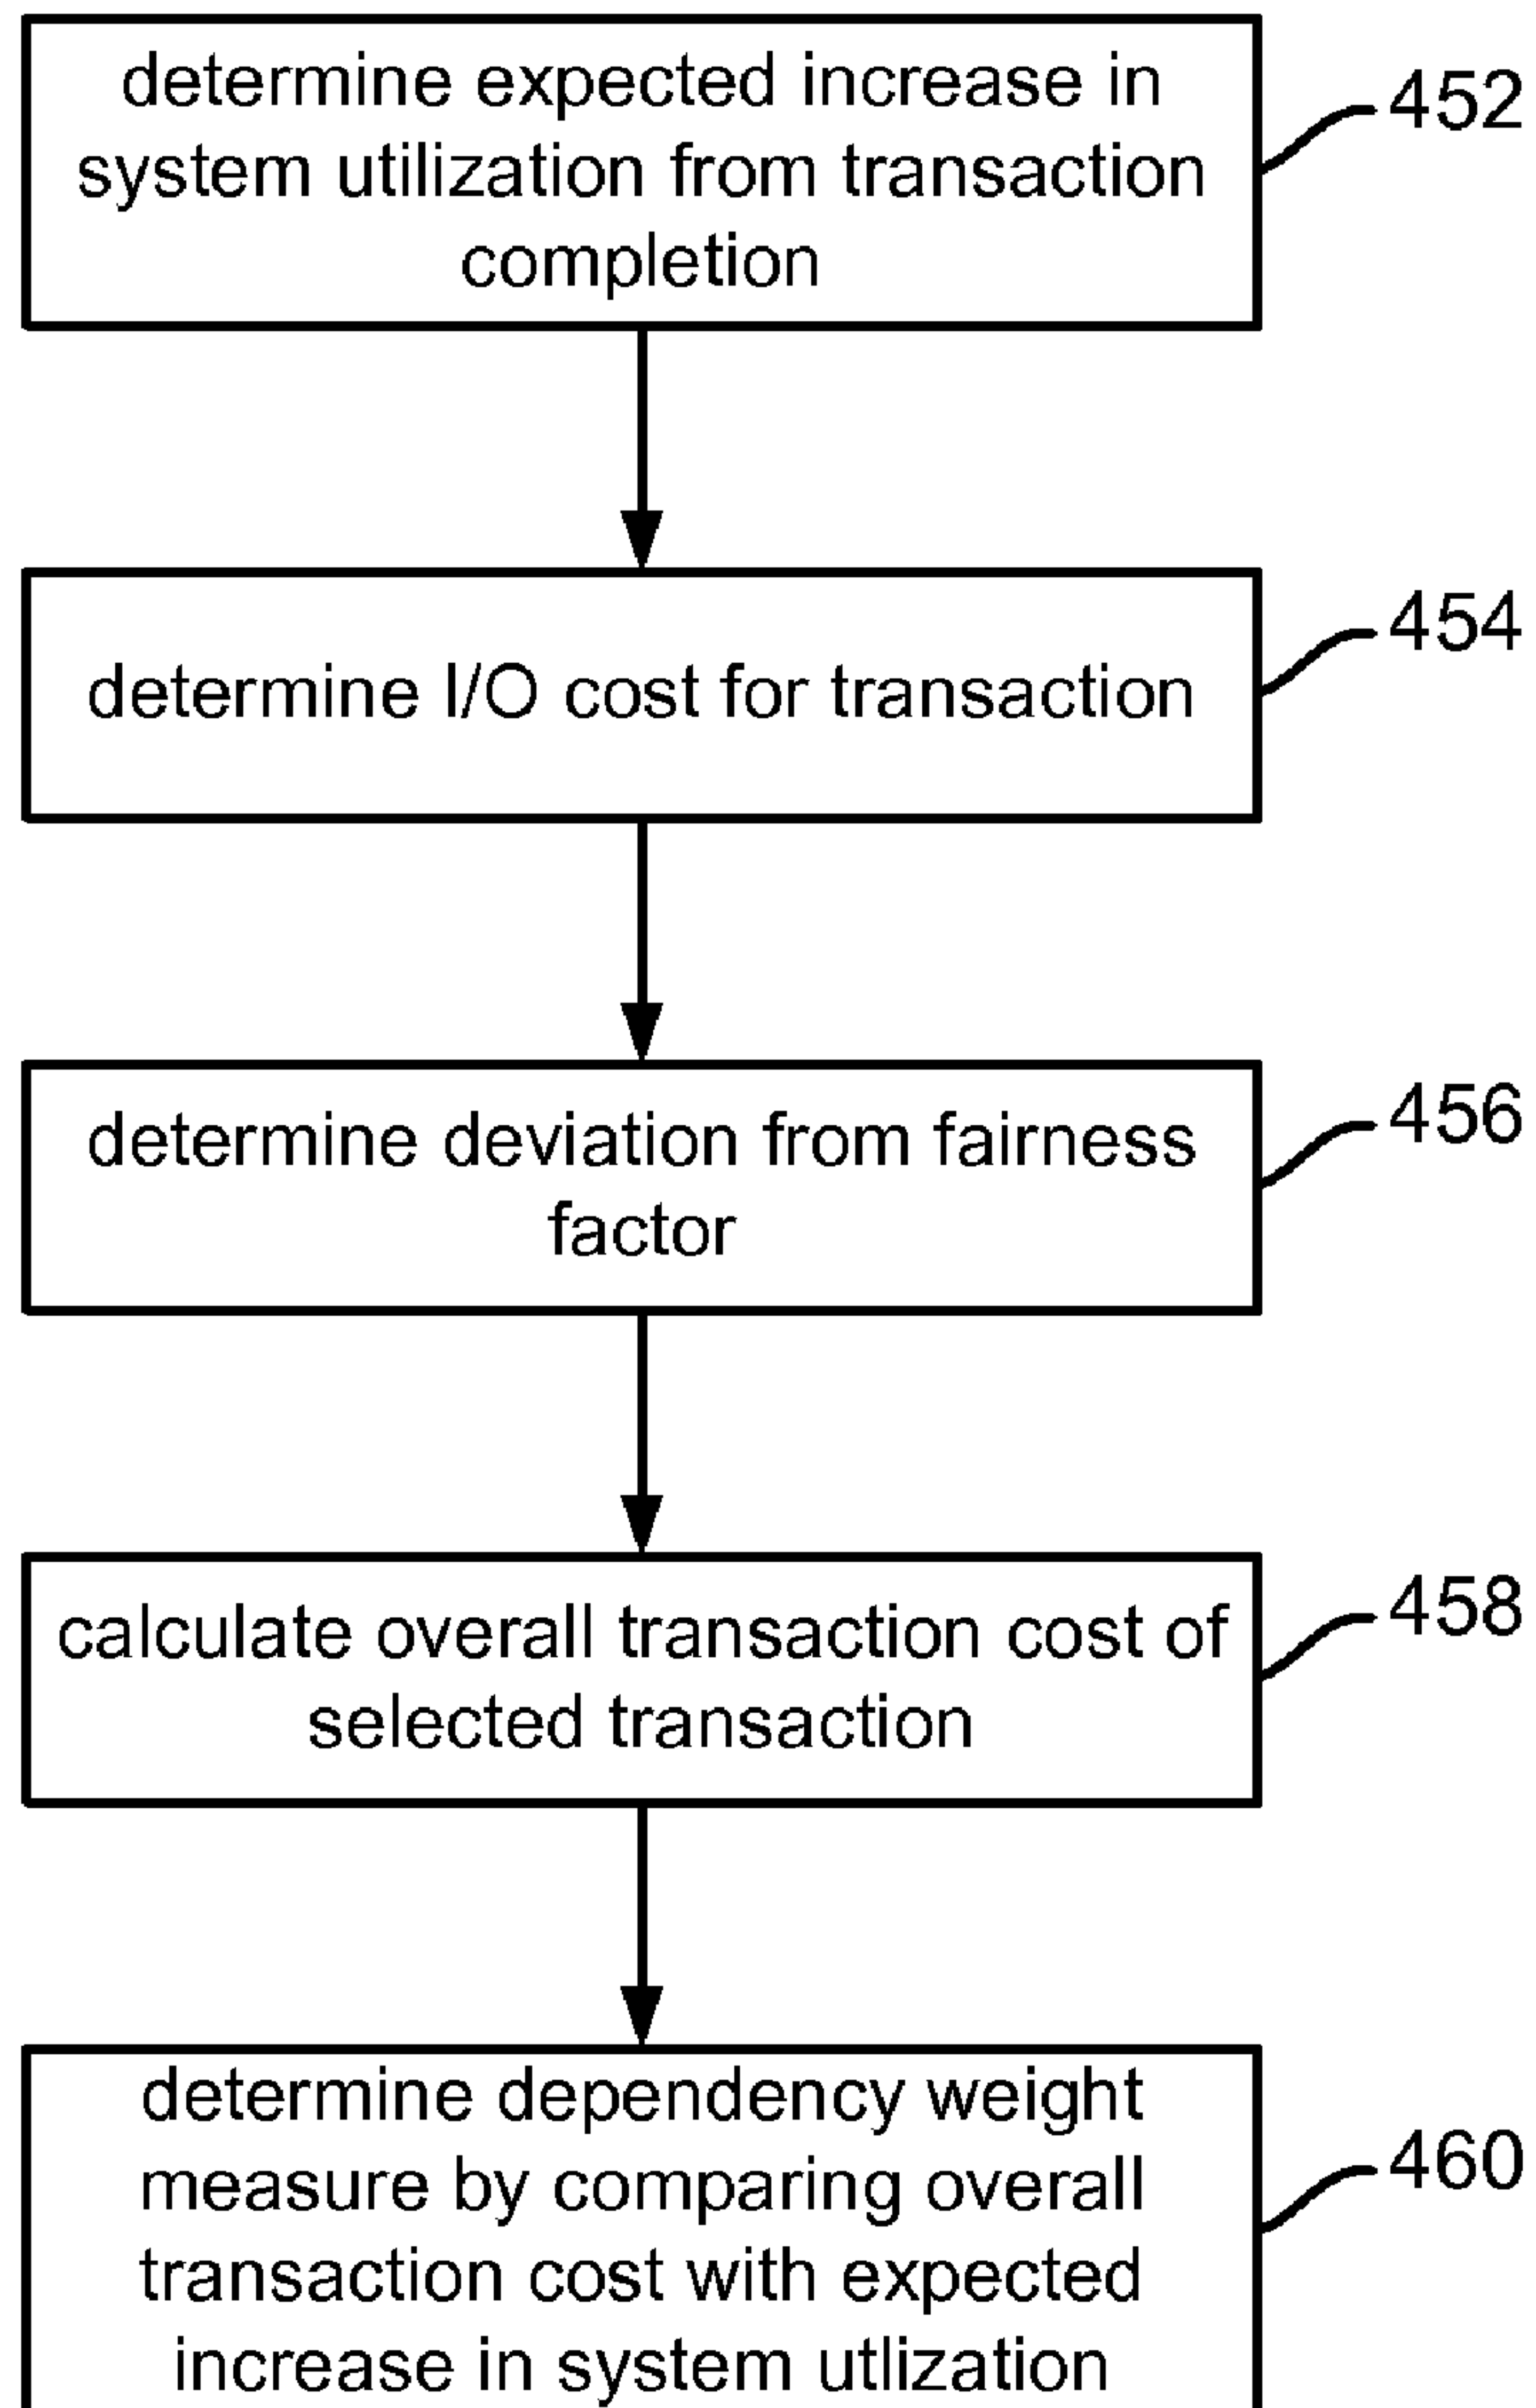 determine expected increase in
system utilization from transaction
completion
452
determine I/O cost for transaction
454
determine deviation from fairness
factor
456
calculate overall transaction cost of
selected transaction
458
determine dependency weight
measure by comparing overall
transaction cost with expected
increase in system utlization
460